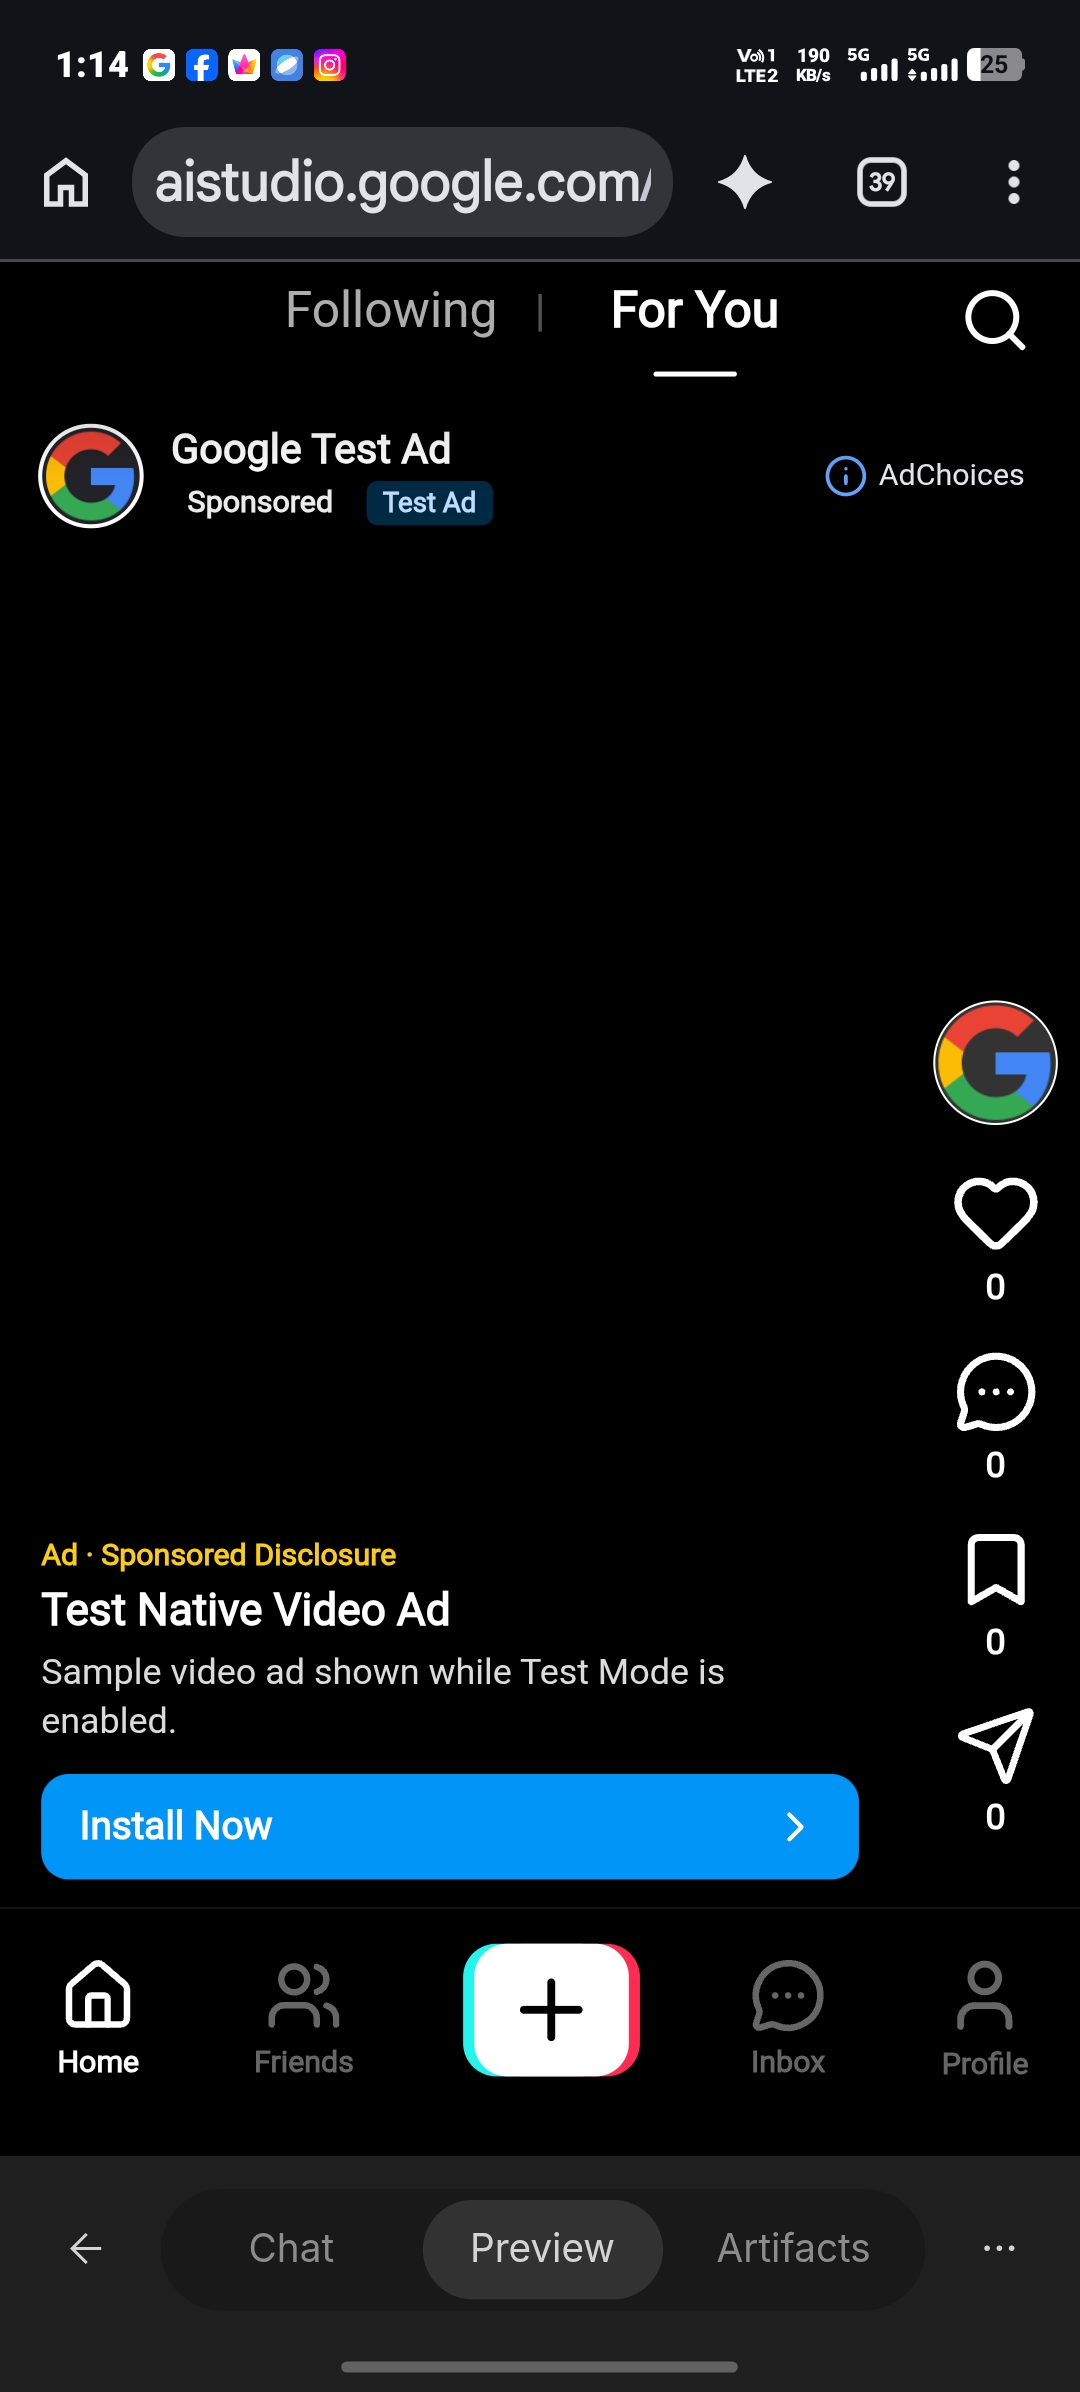 1:14
Vo)) 1
LTE2
190
KB/s
5G
5G
25
aistudio.google.com/
39
Following | For You
Google Test Ad
Sponsored
Test Ad
AdChoices
0
0
0
0
Ad · Sponsored Disclosure
Test Native Video Ad
Sample video ad shown while Test Mode is
enabled.
Install Now
Home
Friends
Inbox
Profile
Chat
Preview
Artifacts